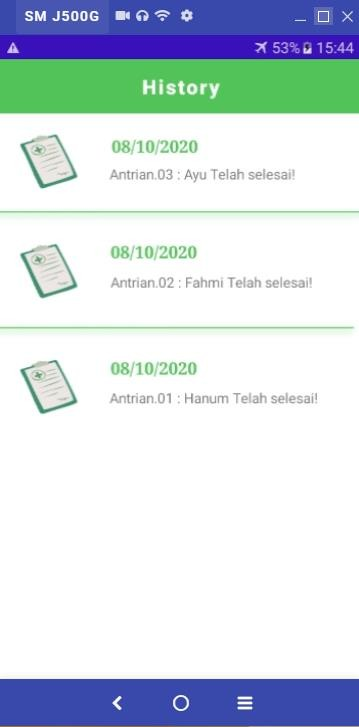 SM J500G
53% 15:44
History
08/10/2020
Antrian.03 : Ayu Telah selesai!
08/10/2020
Antrian.02 : Fahmi Telah selesai!
08/10/2020
Antrian.01 : Hanum Telah selesai!